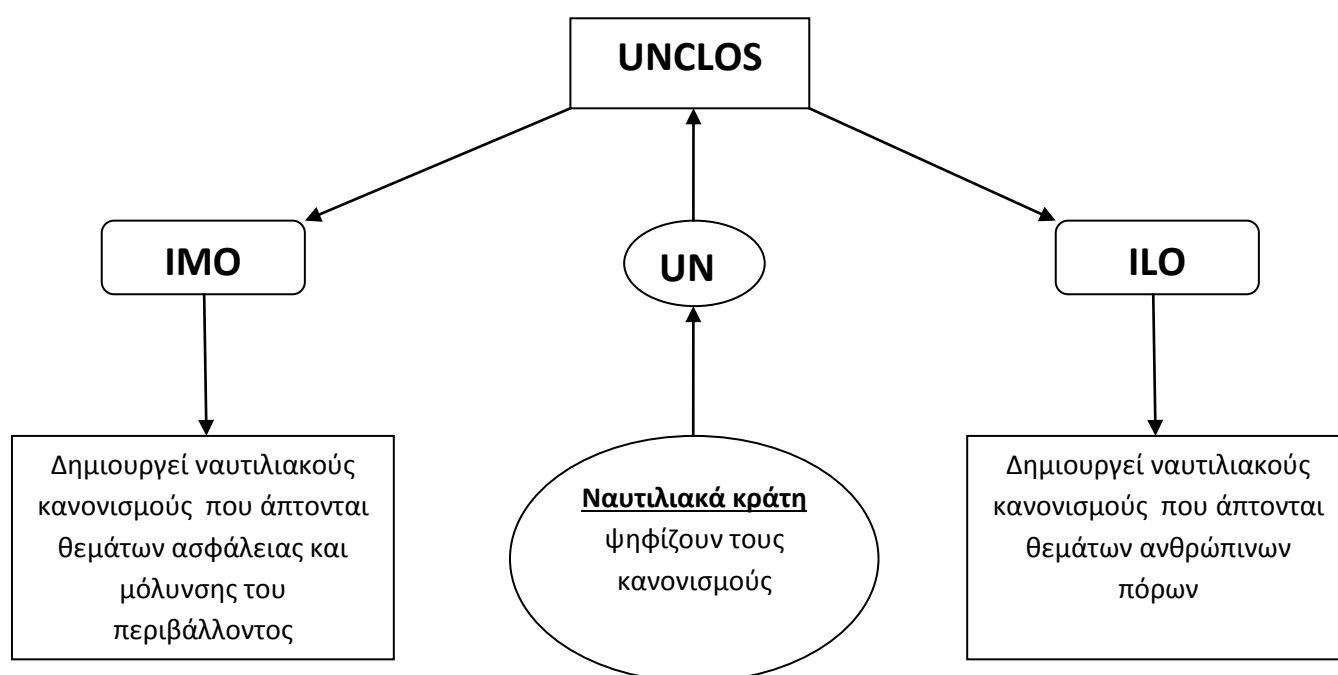 UNCLOS
IMO
UN
ILO
Δημιουργεί ναυτιλιακούς
κανονισμούς που άπτονται
θεμάτων ασφάλειας και
μόλυνσης του
περιβάλλοντος
Ναυτιλιακά κράτη
ψηφίζουν τους
κανονισμούς
Δημιουργεί ναυτιλιακούς
κανονισμούς που άπτονται
θεμάτων ανθρώπινων
πόρων